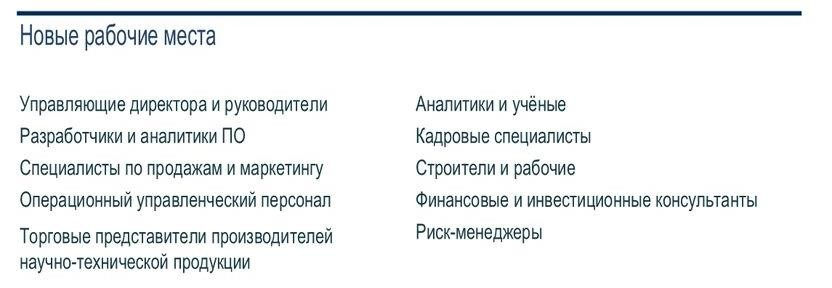 Новые рабочие места
Управляющие директора и руководители
Разработчики и аналитики ПО
Специалисты по продажам и маркетингу
Операционный управленческий персонал
Торговые представители производителей
научно-технической продукции
Аналитики и учёные
Кадровые специалисты
Строители и рабочие
Финансовые и инвестиционные консультанты
Риск-менеджеры